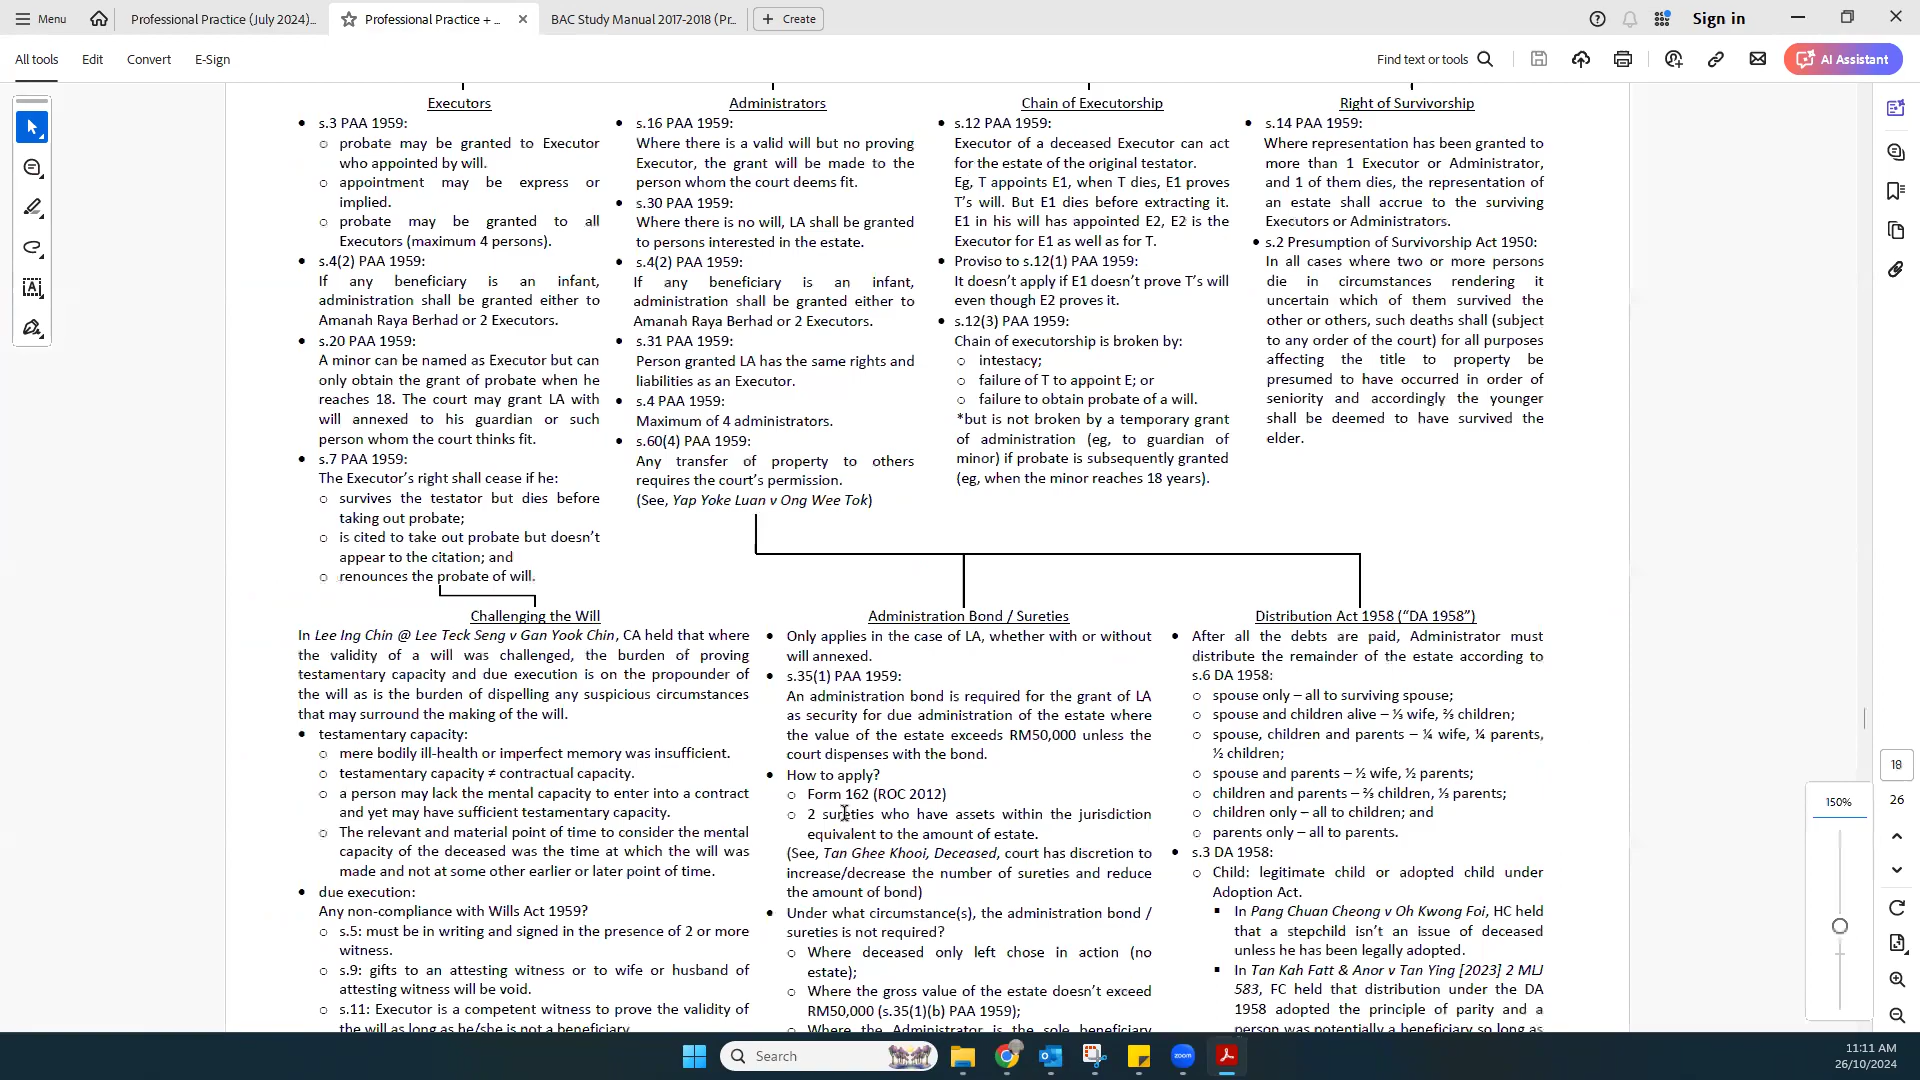 Menu
Professional Practice (July 2024)...
Professional Practice + ...
BAC Study Manual 2017-2018 (Pr...
Create
Sign in
All tools
Edit
Convert
E-Sign
Find text or tools
AI Assistant
Executors
• s.3 PAA 1959:
○ probate may be granted to Executor
who appointed by will.
○ appointment may be express or
implied.
○ probate may be granted to all
Executors (maximum 4 persons).
• s.4(2) PAA 1959:
If any beneficiary is an infant,
administration shall be granted either to
Amanah Raya Berhad or 2 Executors.
• s.20 PAA 1959:
A minor can be named as Executor but can
only obtain the grant of probate when he
reaches 18. The court may grant LA with
will annexed to his guardian or such
person whom the court thinks fit.
• s.7 PAA 1959:
The Executor's right shall cease if he:
○ survives the testator but dies before
taking out probate;
○ is cited to take out probate but doesn't
appear to the citation; and
○ renounces the probate of will.
Administrators
• s.16 PAA 1959:
Where there is a valid will but no proving
Executor, the grant will be made to the
person whom the court deems fit.
• s.30 PAA 1959:
Where there is no will, LA shall be granted
to persons interested in the estate.
• s.4(2) PAA 1959:
If any beneficiary is an infant,
administration shall be granted either to
Amanah Raya Berhad or 2 Executors.
• s.31 PAA 1959:
Person granted LA has the same rights and
liabilities as an Executor.
• s.4 PAA 1959:
Maximum of 4 administrators.
• s.60(4) PAA 1959:
Any transfer of property to others
requires the court's permission.
(See, Yap Yoke Luan v Ong Wee Tok)
Chain of Executorship
• s.12 PAA 1959:
Executor of a deceased Executor can act
for the estate of the original testator.
Eg, T appoints E1, when T dies, E1 proves
T's will. But E1 dies before extracting it.
E1 in his will has appointed E2, E2 is the
Executor for E1 as well as for T.
• Proviso to s.12(1) PAA 1959:
It doesn't apply if E1 doesn't prove T's will
even though E2 proves it.
• s.12(3) PAA 1959:
Chain of executorship is broken by:
○ intestacy;
○ failure of T to appoint E; or
○ failure to obtain probate of a will.
*but is not broken by a temporary grant
of administration (eg, to guardian of
minor) if probate is subsequently granted
(eg, when the minor reaches 18 years).
Right of Survivorship
• s.14 PAA 1959:
Where representation has been granted to
more than 1 Executor or Administrator,
and 1 of them dies, the representation of
an estate shall accrue to the surviving
Executors or Administrators.
• s.2 Presumption of Survivorship Act 1950:
In all cases where two or more persons
die in circumstances rendering it
uncertain which of them survived the
other or others, such deaths shall (subject
to any order of the court) for all purposes
affecting the title to property be
presumed to have occurred in order of
seniority and accordingly the younger
shall be deemed to have survived the
elder.
Challenging the Will
In Lee Ing Chin @ Lee Teck Seng v Gan Yook Chin, CA held that where
the validity of a will was challenged, the burden of proving
testamentary capacity and due execution is on the propounder of
the will as is the burden of dispelling any suspicious circumstances
that may surround the making of the will.
• testamentary capacity:
○ mere bodily ill-health or imperfect memory was insufficient.
○ testamentary capacity ≠ contractual capacity.
○ a person may lack the mental capacity to enter into a contract
and yet may have sufficient testamentary capacity.
○ The relevant and material point of time to consider the mental
capacity of the deceased was the time at which the will was
made and not at some other earlier or later point of time.
• due execution:
Any non-compliance with Wills Act 1959?
○ s.5: must be in writing and signed in the presence of 2 or more
witness.
○ s.9: gifts to an attesting witness or to wife or husband of
attesting witness will be void.
○ s.11: Executor is a competent witness to prove the validity of
the will as long as he/she is not a beneficiary.
Administration Bond / Sureties
• Only applies in the case of LA, whether with or without
will annexed.
• s.35(1) PAA 1959:
An administration bond is required for the grant of LA
as security for due administration of the estate where
the value of the estate exceeds RM50,000 unless the
court dispenses with the bond.
• How to apply?
○ Form 162 (ROC 2012)
○ 2 sureties who have assets within the jurisdiction
equivalent to the amount of estate.
(See, Tan Ghee Khooi, Deceased, court has discretion to
increase/decrease the number of sureties and reduce
the amount of bond)
• Under what circumstance(s), the administration bond /
sureties is not required?
○ Where deceased only left chose in action (no
estate);
○ Where the gross value of the estate doesn't exceed
RM50,000 (s.35(1)(b) PAA 1959);
○ Where the Administrator is the sole beneficiary
Distribution Act 1958 ("DA 1958")
• After all the debts are paid, Administrator must
distribute the remainder of the estate according to
s.6 DA 1958:
○ spouse only – all to surviving spouse;
○ spouse and children alive – ⅓ wife, ⅔ children;
○ spouse, children and parents – ¼ wife, ¼ parents,
½ children;
○ spouse and parents – ½ wife, ½ parents;
○ children and parents – ⅔ children, ⅓ parents;
○ children only – all to children; and
○ parents only – all to parents.
• s.3 DA 1958:
○ Child: legitimate child or adopted child under
Adoption Act.
▪ In Pang Chuan Cheong v Oh Kwong Foi, HC held
that a stepchild isn't an issue of deceased
unless he has been legally adopted.
▪ In Tan Kah Fatt & Anor v Tan Ying [2023] 2 MLJ
583, FC held that distribution under the DA
1958 adopted the principle of parity and a
person was potentially a beneficiary so long as
18
26
150%
Search
zoom
11:11 AM
26/10/2024